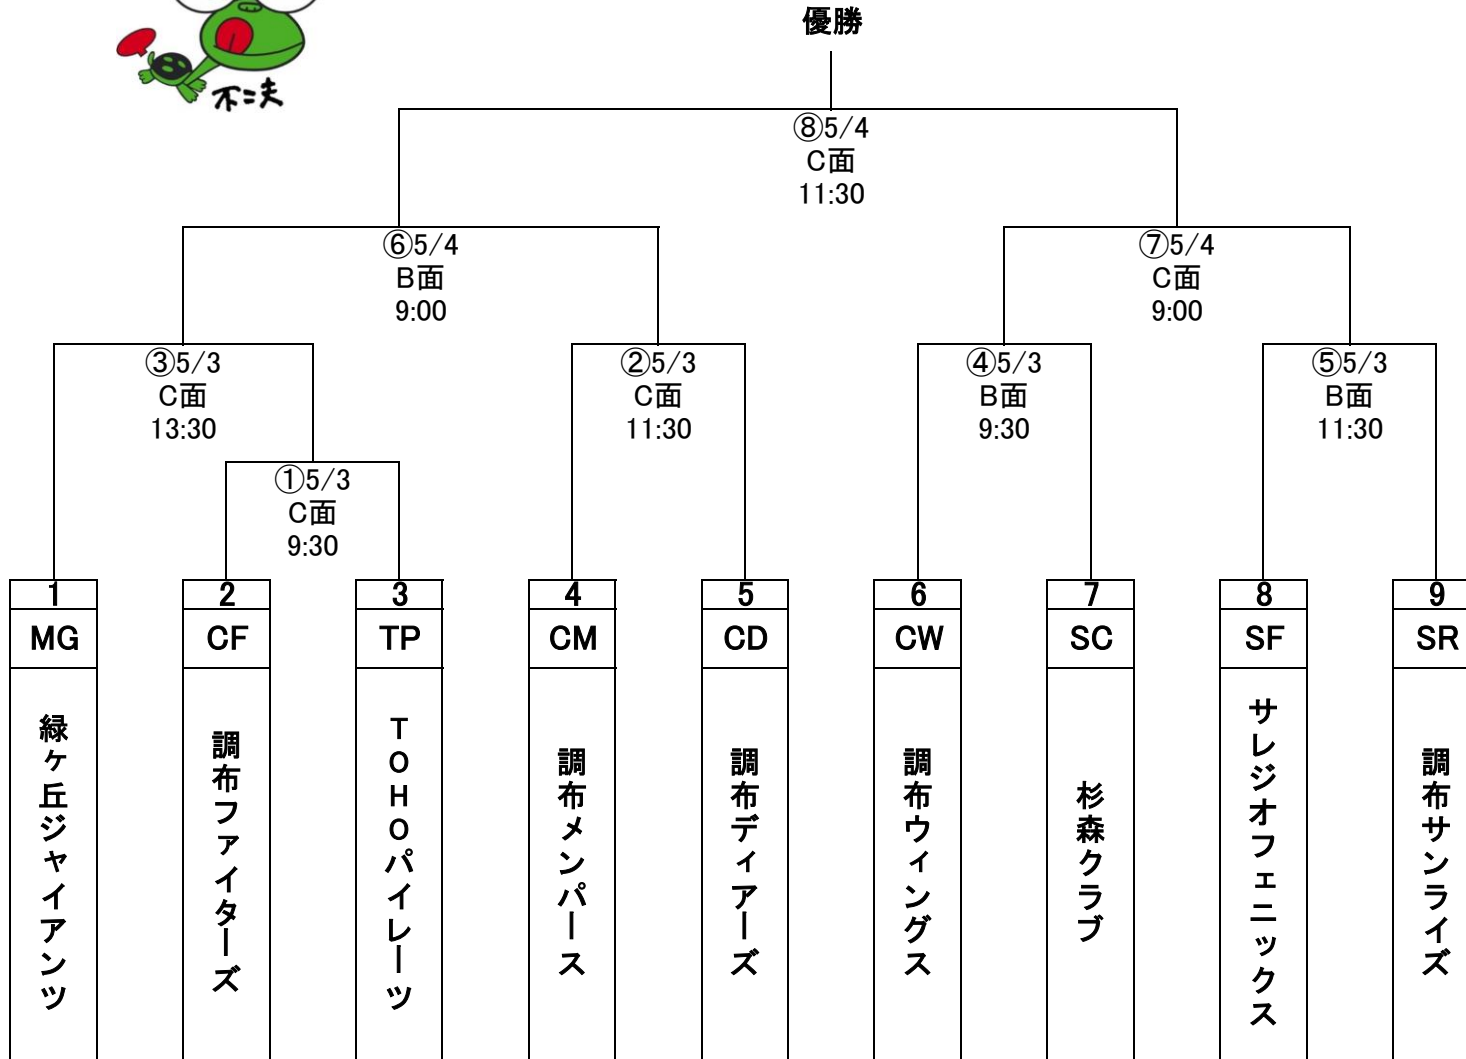 優勝
不二夫
⑧5/4
C面
11:30
⑥5/4
B面
9:00
⑦5/4
C面
9:00
③5/3
C面
13:30
②5/3
C面
11:30
④5/3
B面
9:30
⑤5/3
B面
11:30
①5/3
C面
9:30
1
2
3
4
5
6
7
8
9
MG
CF
TP
CM
CD
CW
SC
SF
SR
緑ヶ丘ジャイアンツ
調布ファイターズ
TOHOパイレーツ
調布メンパース
調布ディアーズ
調布ウィングス
杉森クラブ
サレジオフェニックス
調布サンライズ